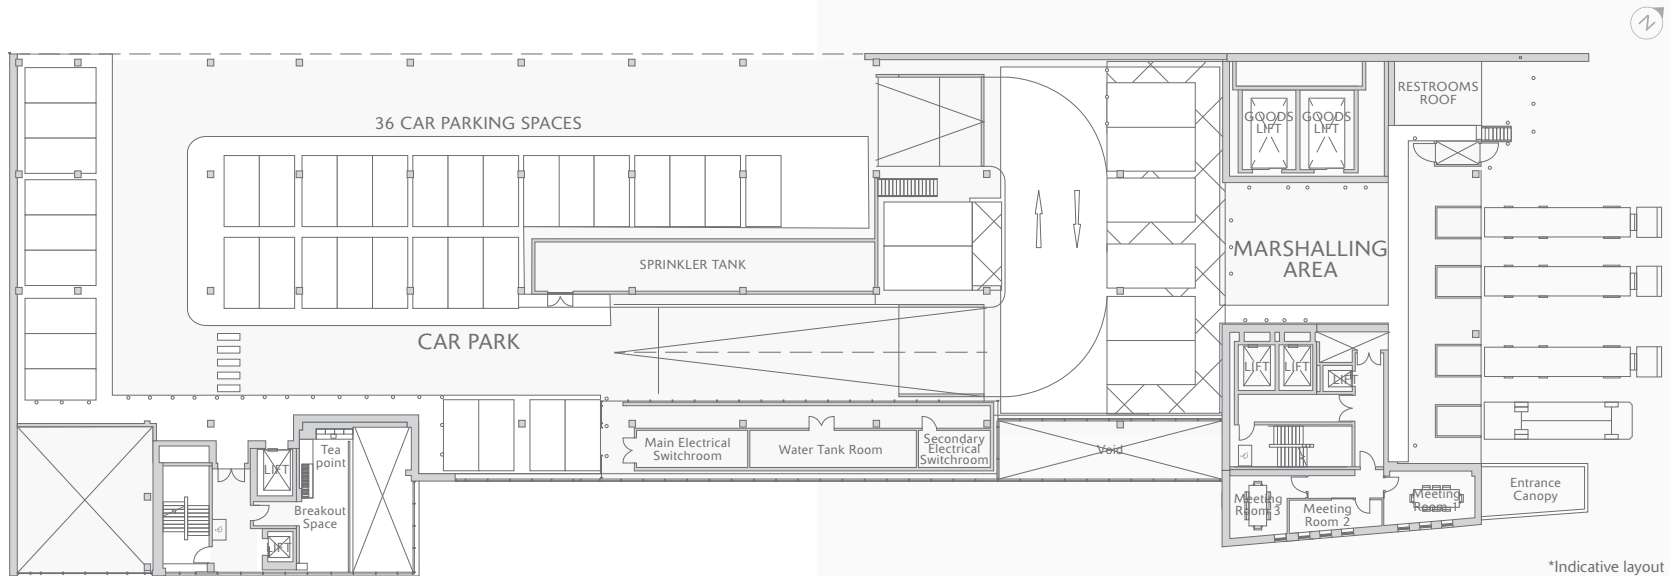 N
RESTROOMS
ROOF
36 CAR PARKING SPACES
GOODS
LIFT
GOODS
LIFT
MARSHALLING
AREA
SPRINKLER TANK
CAR PARK
LIFT
LIFT
LIFT
Tea
point
LIFT
Breakout
Space
LIFT
Main Electrical
Switchroom
Water Tank Room
Secondary
Electrical
Switchroom
Void
Meeting
Room 3
Meeting
Room 2
Meeting
Room 1
Entrance
Canopy
*Indicative layout